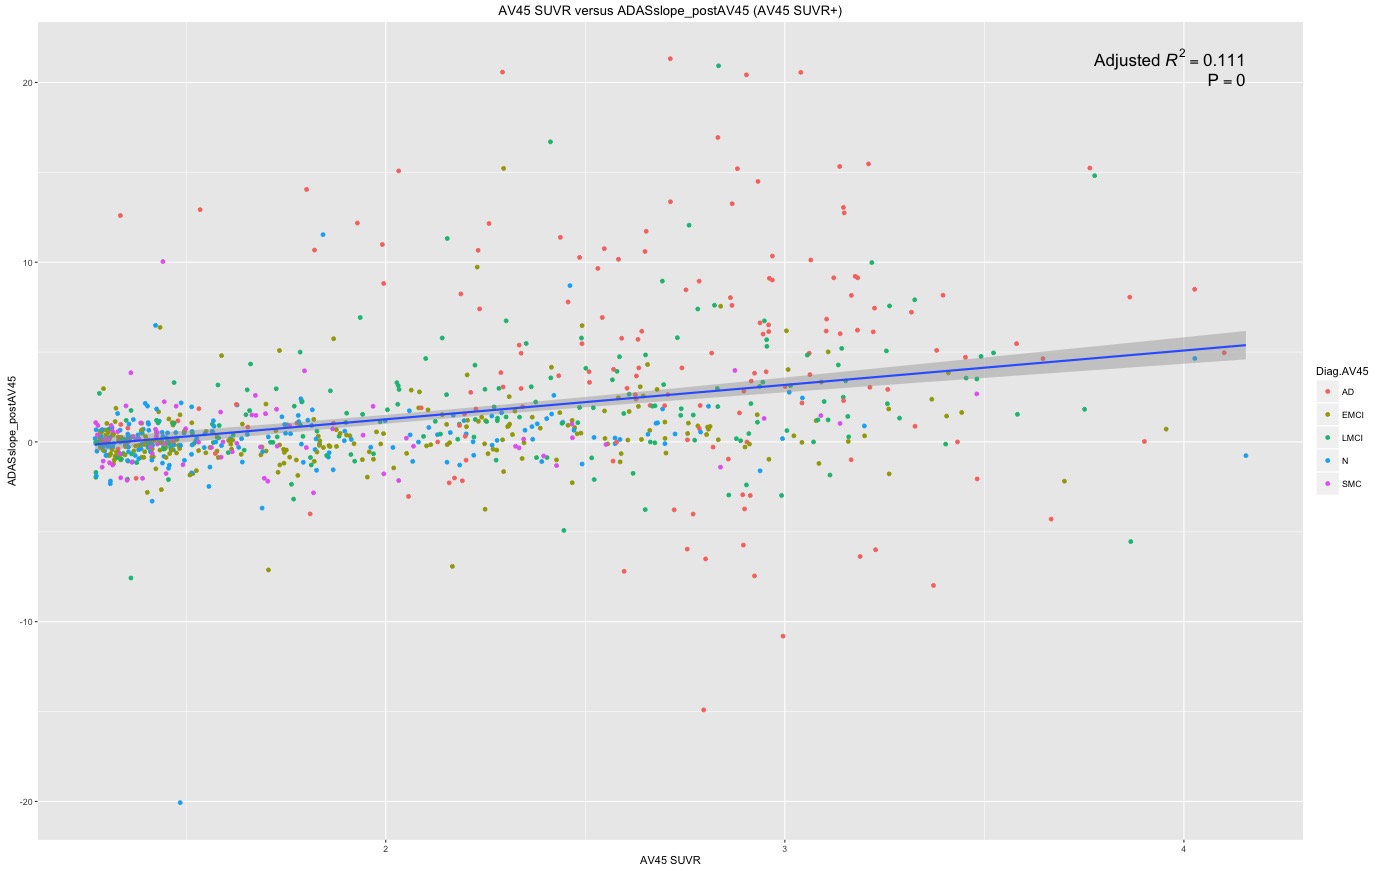 AV45 SUVR versus ADASslope_postAV45 (AV45 SUVR+)
Adjusted R² = 0.111
P = 0
20
10
0
-10
-20
ADASslope_postAV45
2
3
4
AV45 SUVR
Diag.AV45
AD
EMCI
LMCI
N
SMC